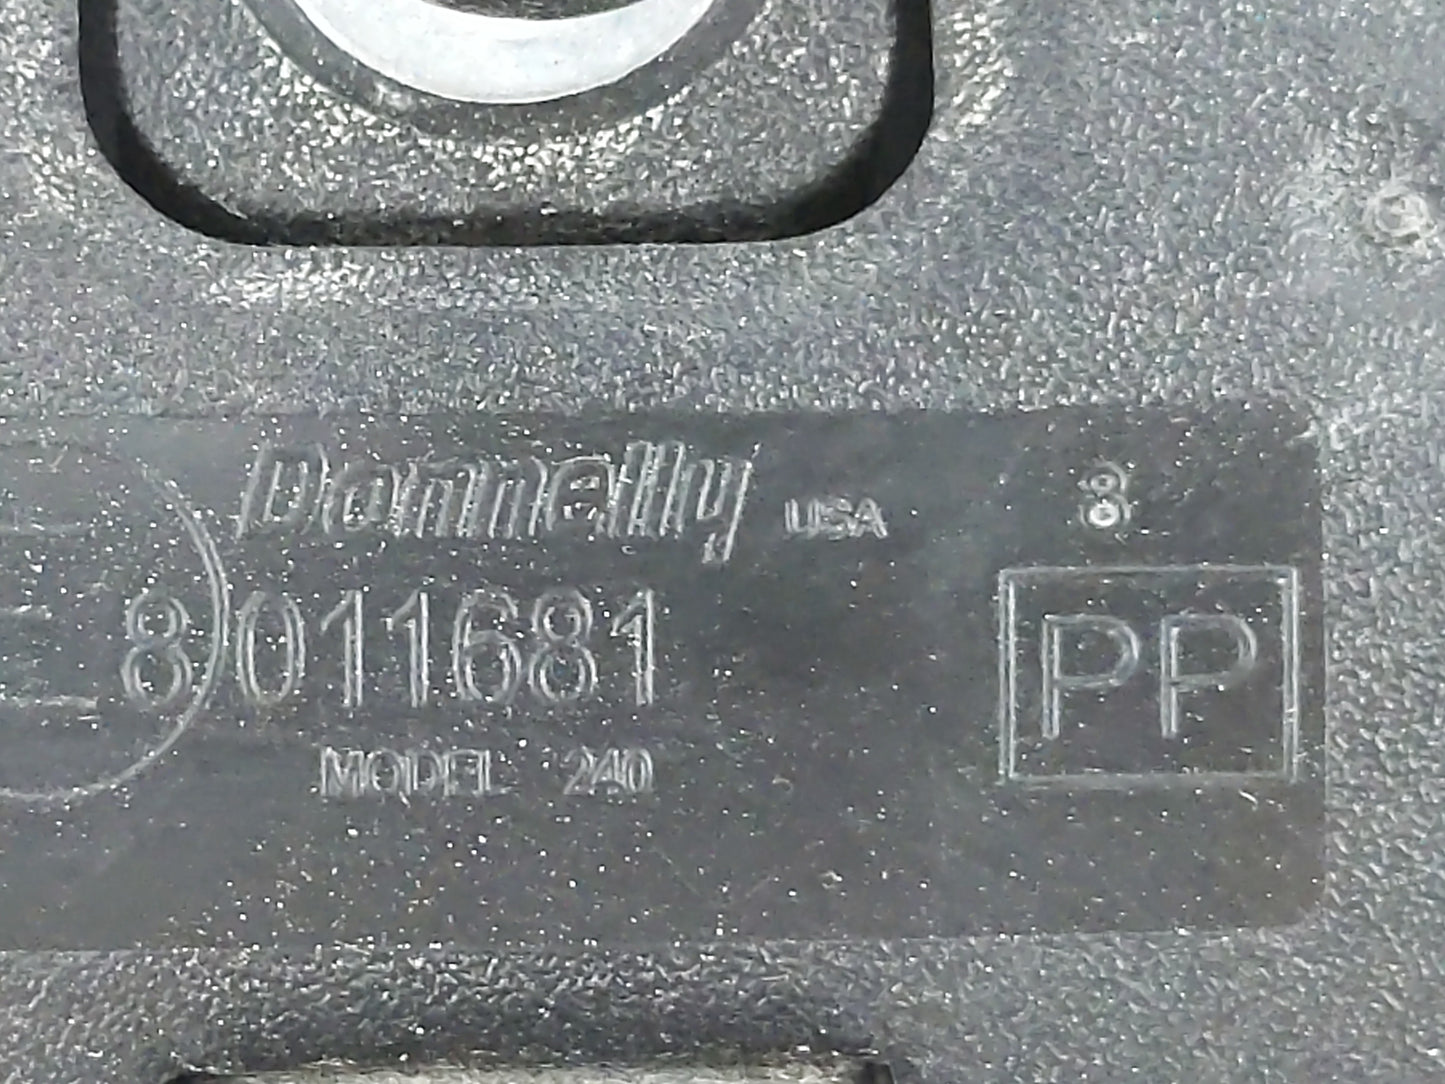 Donnelly USA 8
8011681
PP
MODEL 240